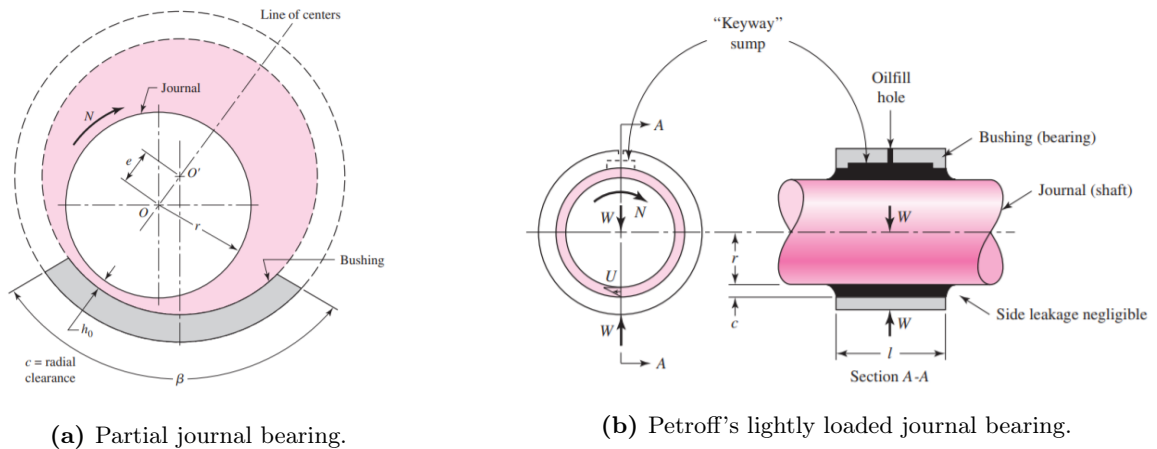 Line of centers
Journal
N
e
O'
O
r
Bushing
h₀
c = radial
clearance
β
(a) Partial journal bearing.
“Keyway”
sump
Oilfill
hole
A
Bushing (bearing)
Journal (shaft)
W
N
W
r
U
c
Side leakage negligible
W
W
A
l
Section A-A
(b) Petroff’s lightly loaded journal bearing.